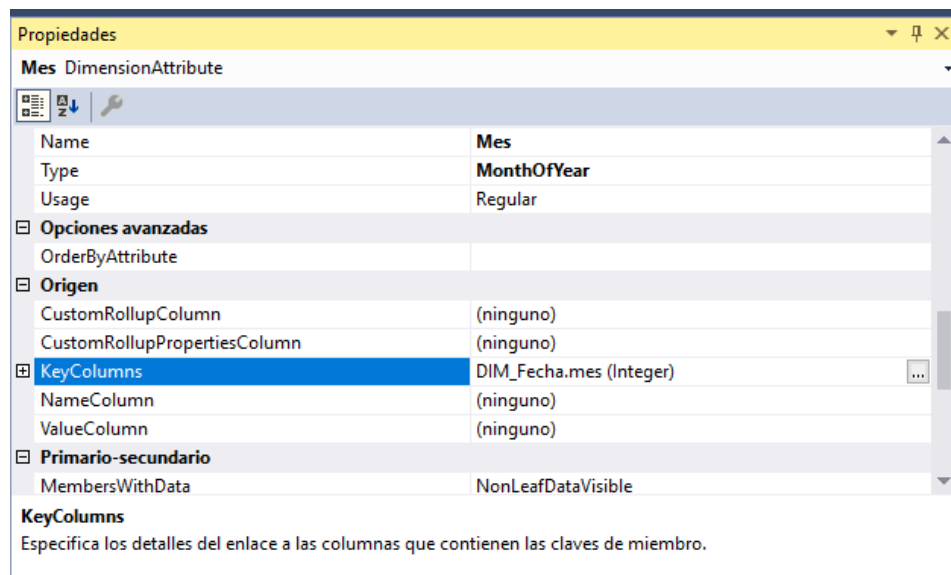 Propiedades
Mes DimensionAttribute
Name Mes
Type MonthOfYear
Usage Regular
Opciones avanzadas
OrderByAttribute
Origen
CustomRollupColumn (ninguno)
CustomRollupPropertiesColumn (ninguno)
KeyColumns DIM_Fecha.mes (Integer) ...
NameColumn (ninguno)
ValueColumn (ninguno)
Primario-secundario
MembersWithData NonLeafDataVisible
KeyColumns
Especifica los detalles del enlace a las columnas que contienen las claves de miembro.